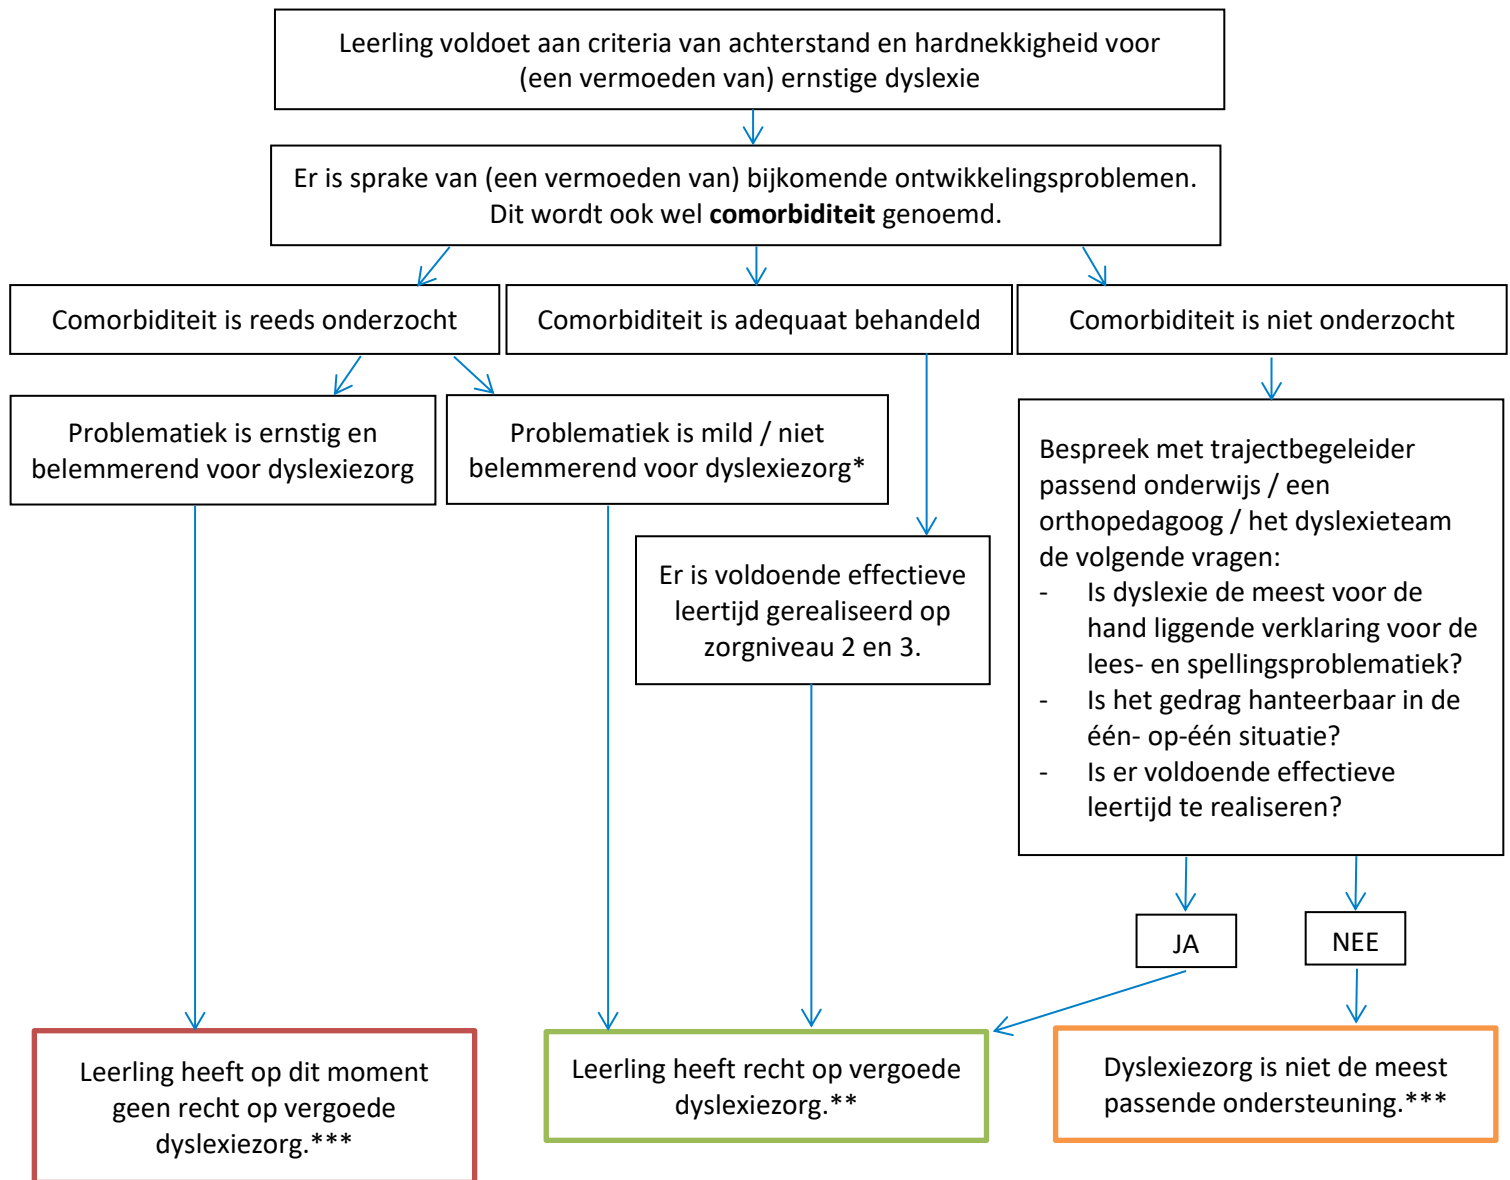 Leerling voldoet aan criteria van achterstand en hardnekkigheid voor
(een vermoeden van) ernstige dyslexie
Er is sprake van (een vermoeden van) bijkomende ontwikkelingsproblemen.
Dit wordt ook wel comorbiditeit genoemd.
Comorbiditeit is reeds onderzocht
Comorbiditeit is adequaat behandeld
Comorbiditeit is niet onderzocht
Problematiek is ernstig en
belemmerend voor dyslexiezorg
Problematiek is mild / niet
belemmerend voor dyslexiezorg*
Er is voldoende effectieve
leertijd gerealiseerd op
zorgniveau 2 en 3.
Bespreek met trajectbegeleider
passend onderwijs / een
orthopedagoog / het dyslexieteam
de volgende vragen:
- Is dyslexie de meest voor de
hand liggende verklaring voor de
lees- en spellingsproblematiek?
- Is het gedrag hanteerbaar in de
één- op-één situatie?
- Is er voldoende effectieve
leertijd te realiseren?
JA
NEE
Leerling heeft op dit moment
geen recht op vergoede
dyslexiezorg.***
Leerling heeft recht op vergoede
dyslexiezorg.**
Dyslexiezorg is niet de meest
passende ondersteuning.***